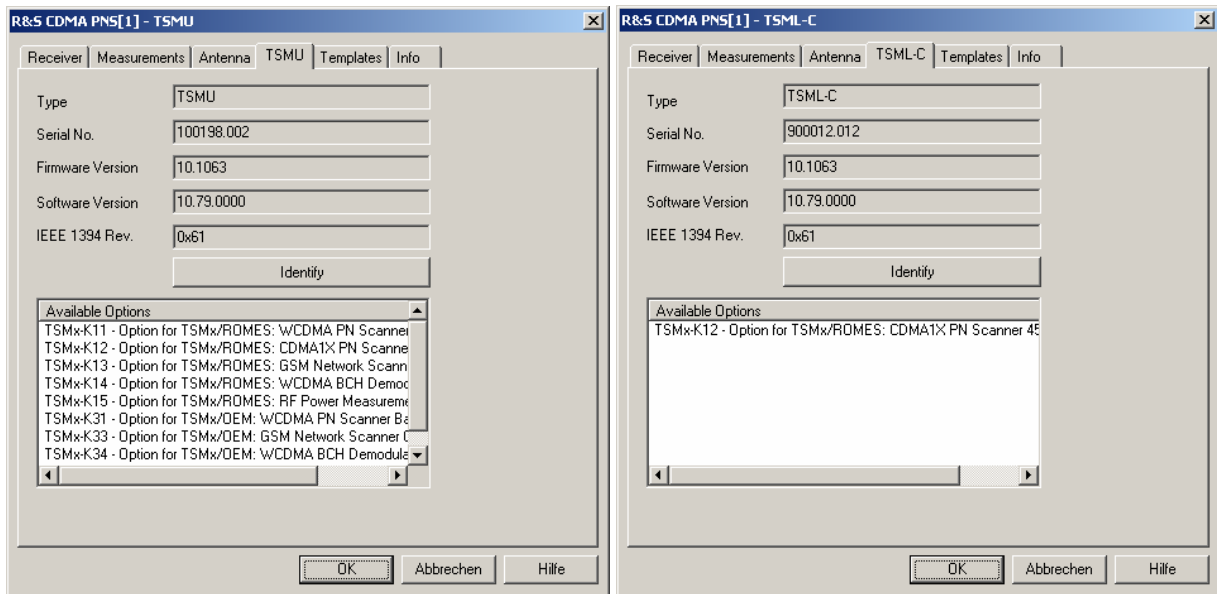 R&S CDMA PNS[1] - TSMU
Receiver Measurements Antenna TSMU Templates Info
Type TSMU
Serial No. 100198.002
Firmware Version 10.1063
Software Version 10.79.0000
IEEE 1394 Rev. 0x61
Identify
Available Options
TSMx-K11 - Option for TSMx/ROMES: WCDMA PN Scanner
TSMx-K12 - Option for TSMx/ROMES: CDMA1X PN Scanne
TSMx-K13 - Option for TSMx/ROMES: GSM Network Scann
TSMx-K14 - Option for TSMx/ROMES: WCDMA BCH Demod
TSMx-K15 - Option for TSMx/ROMES: RF Power Measureme
TSMx-K31 - Option for TSMx/OEM: WCDMA PN Scanner Ba
TSMx-K33 - Option for TSMx/OEM: GSM Network Scanner
TSMx-K34 - Option for TSMx/OEM: WCDMA BCH Demodula
OK Abbrechen Hilfe
R&S CDMA PNS[1] - TSML-C
Receiver Measurements Antenna TSML-C Templates Info
Type TSML-C
Serial No. 900012.012
Firmware Version 10.1063
Software Version 10.79.0000
IEEE 1394 Rev. 0x61
Identify
Available Options
TSMx-K12 - Option for TSMx/ROMES: CDMA1X PN Scanner 45
OK Abbrechen Hilfe